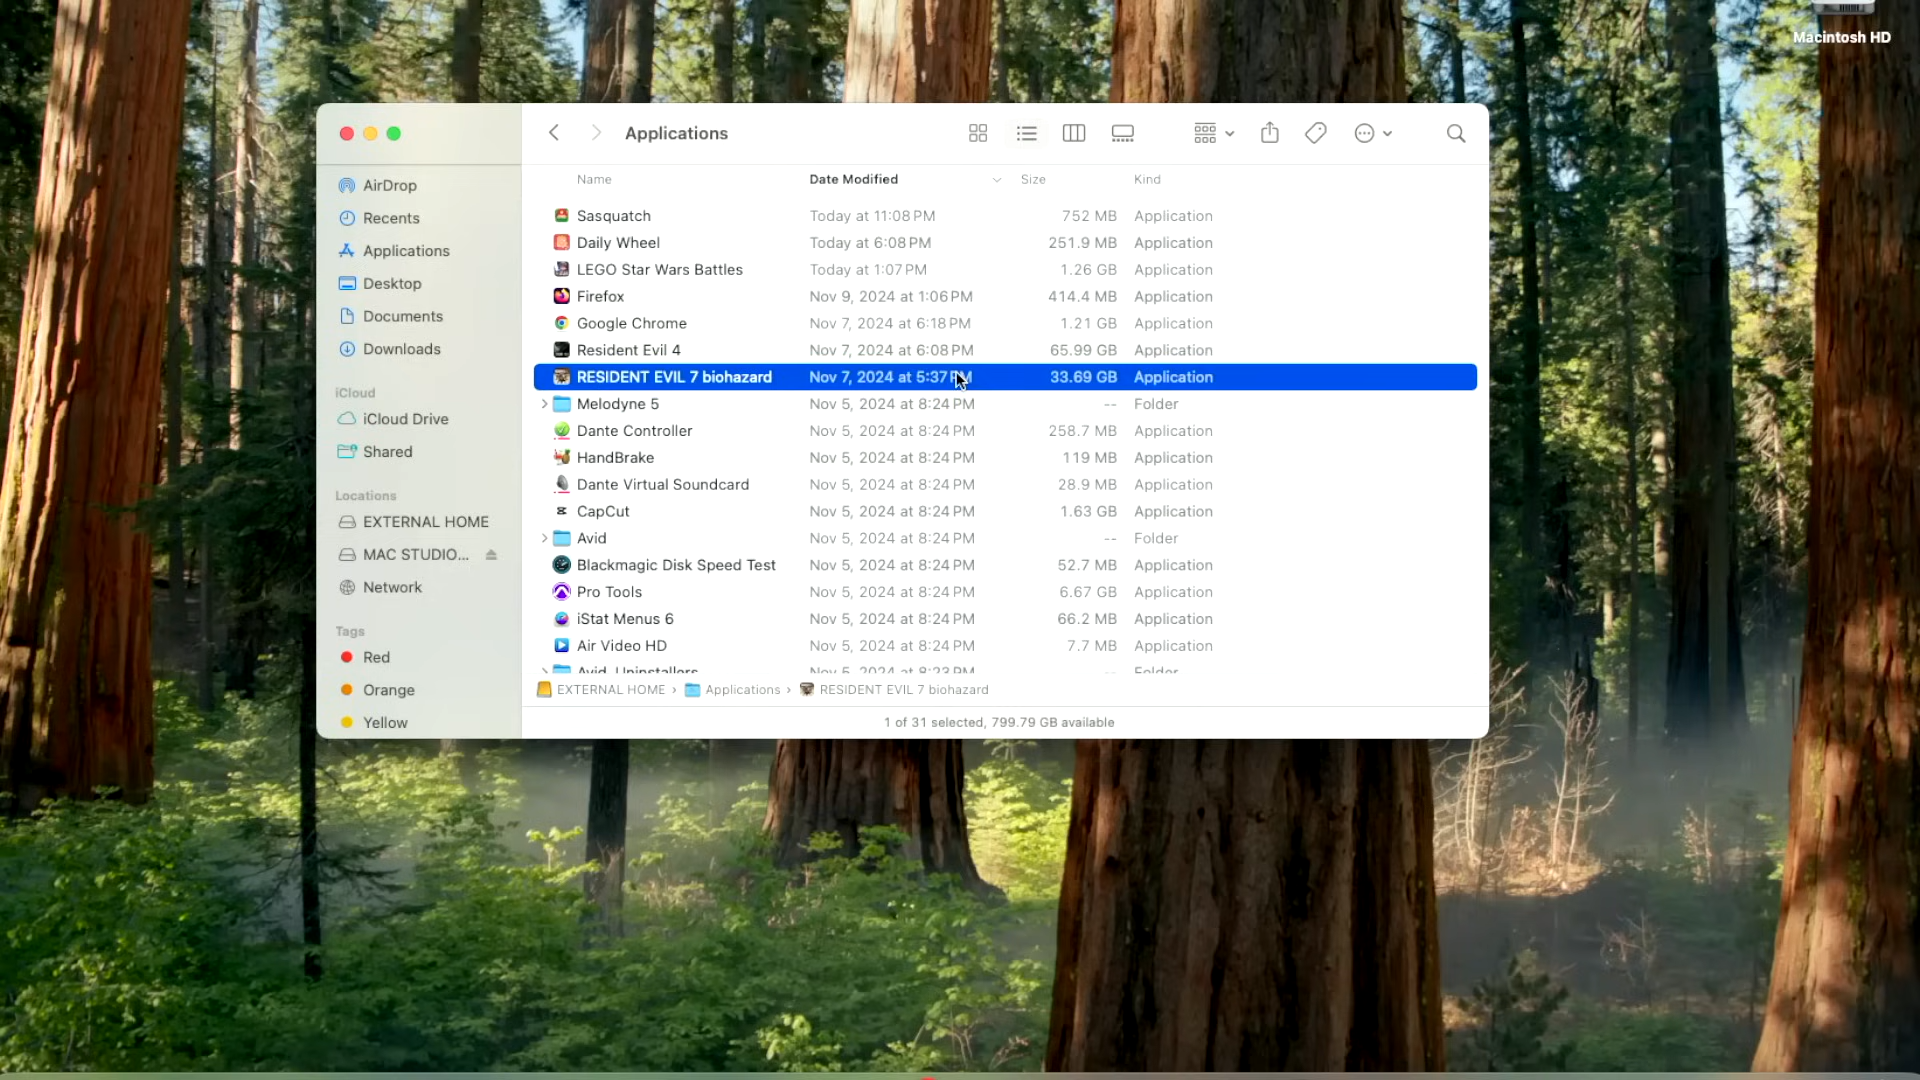 Macintosh HD
Applications
AirDrop
Recents
Applications
Desktop
Documents
Downloads
iCloud
iCloud Drive
Shared
Locations
EXTERNAL HOME
MAC STUDIO...
Network
Tags
Red
Orange
Yellow
Name Date Modified Size Kind
Sasquatch Today at 11:08 PM 752 MB Application
Daily Wheel Today at 6:08 PM 251.9 MB Application
LEGO Star Wars Battles Today at 1:07 PM 1.26 GB Application
Firefox Nov 9, 2024 at 1:06 PM 414.4 MB Application
Google Chrome Nov 7, 2024 at 6:18 PM 1.21 GB Application
Resident Evil 4 Nov 7, 2024 at 6:08 PM 65.99 GB Application
RESIDENT EVIL 7 biohazard Nov 7, 2024 at 5:37 PM 33.69 GB Application
Melodyne 5 Nov 5, 2024 at 8:24 PM -- Folder
Dante Controller Nov 5, 2024 at 8:24 PM 258.7 MB Application
HandBrake Nov 5, 2024 at 8:24 PM 119 MB Application
Dante Virtual Soundcard Nov 5, 2024 at 8:24 PM 28.9 MB Application
CapCut Nov 5, 2024 at 8:24 PM 1.63 GB Application
Avid Nov 5, 2024 at 8:24 PM -- Folder
Blackmagic Disk Speed Test Nov 5, 2024 at 8:24 PM 52.7 MB Application
Pro Tools Nov 5, 2024 at 8:24 PM 6.67 GB Application
iStat Menus 6 Nov 5, 2024 at 8:24 PM 66.2 MB Application
Air Video HD Nov 5, 2024 at 8:24 PM 7.7 MB Application
Avid Uninstallers Nov 5, 2024 at 8:23 PM -- Folder
EXTERNAL HOME › Applications › RESIDENT EVIL 7 biohazard
1 of 31 selected, 799.79 GB available